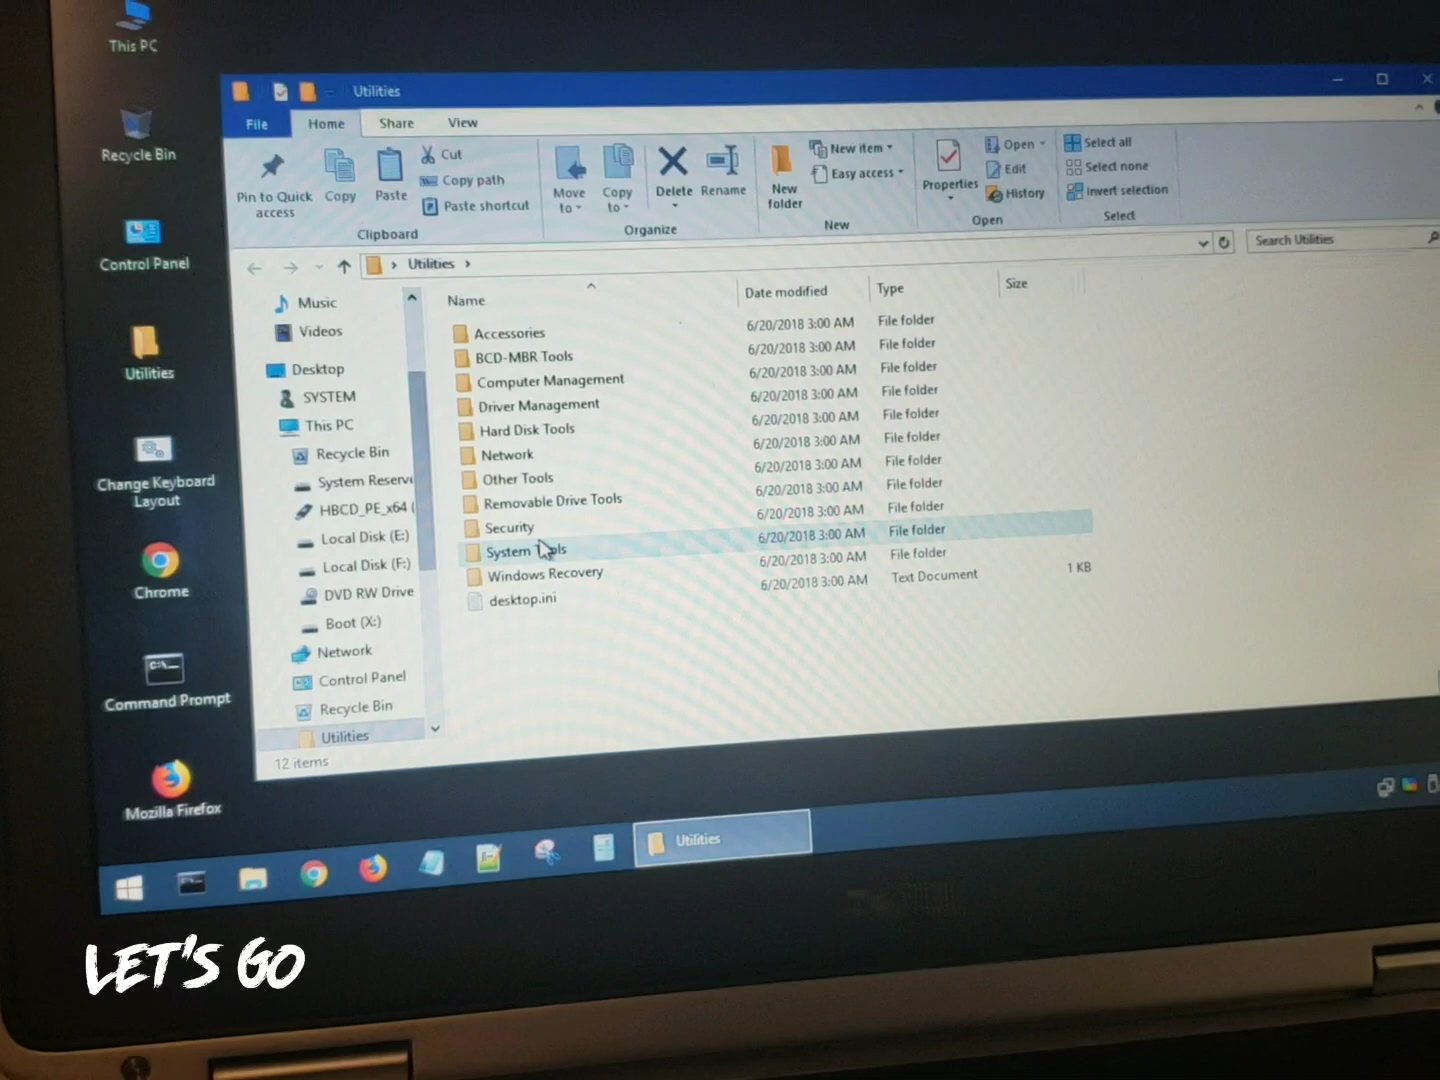 This PC
Recycle Bin
Control Panel
Utilities
Change Keyboard
Layout
Chrome
Command Prompt
Mozilla Firefox
Utilities
File Home Share View
Pin to Quick
access
Copy
Paste
Cut
Copy path
Paste shortcut
Clipboard
Move
to
Copy
to
Delete
Rename
Organize
New
folder
New item
Easy access
New
Properties
Open
Edit
History
Open
Select all
Select none
Invert selection
Select
Utilities
Search Utilities
Music
Videos
Desktop
SYSTEM
This PC
Recycle Bin
System Reserv
HBCD_PE_x64 (
Local Disk (E:)
Local Disk (F:)
DVD RW Drive
Boot (X:)
Network
Control Panel
Recycle Bin
Utilities
Name Date modified Type Size
Accessories 6/20/2018 3:00 AM File folder
BCD-MBR Tools 6/20/2018 3:00 AM File folder
Computer Management 6/20/2018 3:00 AM File folder
Driver Management 6/20/2018 3:00 AM File folder
Hard Disk Tools 6/20/2018 3:00 AM File folder
Network 6/20/2018 3:00 AM File folder
Other Tools 6/20/2018 3:00 AM File folder
Removable Drive Tools 6/20/2018 3:00 AM File folder
Security 6/20/2018 3:00 AM File folder
System Tools 6/20/2018 3:00 AM File folder
Windows Recovery 6/20/2018 3:00 AM File folder
desktop.ini 6/20/2018 3:00 AM Text Document 1 KB
12 items
Utilities
LET'S GO